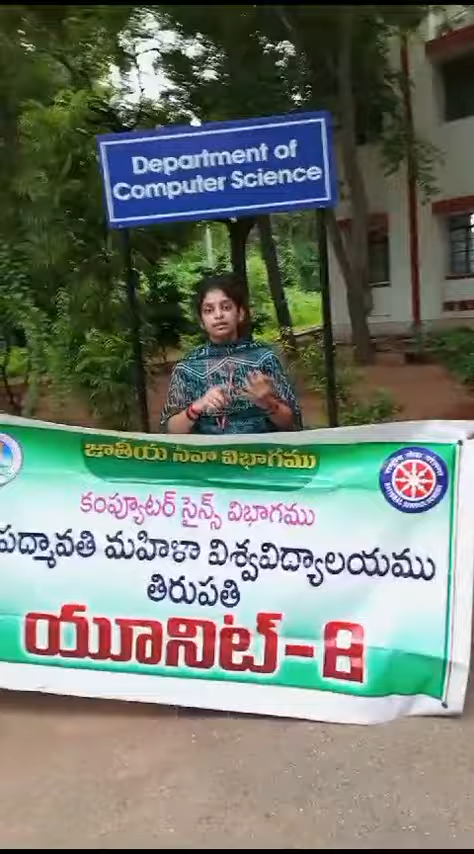 Department of
Computer Science
జాతీయ సేవా విభాగము
కంప్యూటర్ సైన్స్ విభాగము
పద్మావతి మహిళా విశ్వవిద్యాలయము
తిరుపతి
యూనిట్-8